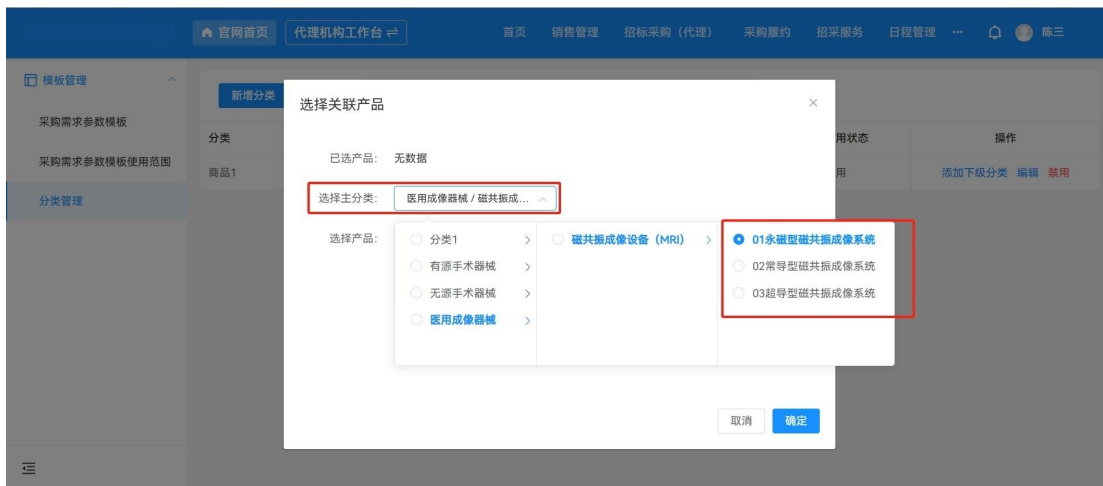 官网首页 代理机构工作台 首页 销售管理 招标采购（代理） 采购履约 招采服务 日程管理 ··· 陈三
模板管理
采购需求参数模板
采购需求参数模板使用范围
分类管理
新增分类
分类 用状态 操作
商品1 用 添加下级分类 编辑 禁用
选择关联产品
已选产品: 无数据
选择主分类: 医用成像器械 / 磁共振成...
选择产品:
分类1
有源手术器械
无源手术器械
医用成像器械
磁共振成像设备（MRI）
01永磁型磁共振成像系统
02常导型磁共振成像系统
03超导型磁共振成像系统
取消 确定